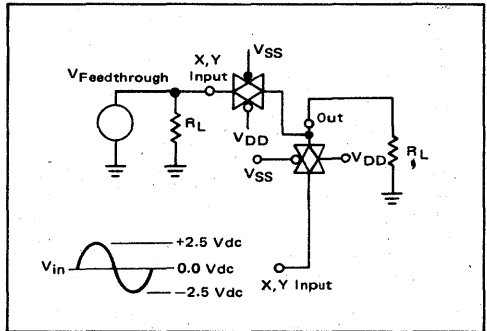 VSS
X,Y
Input
VFeedthrough
RL
VDD
Out
VSS
VDD
RL
+2.5 Vdc
Vin
0.0 Vdc
−2.5 Vdc
X,Y Input